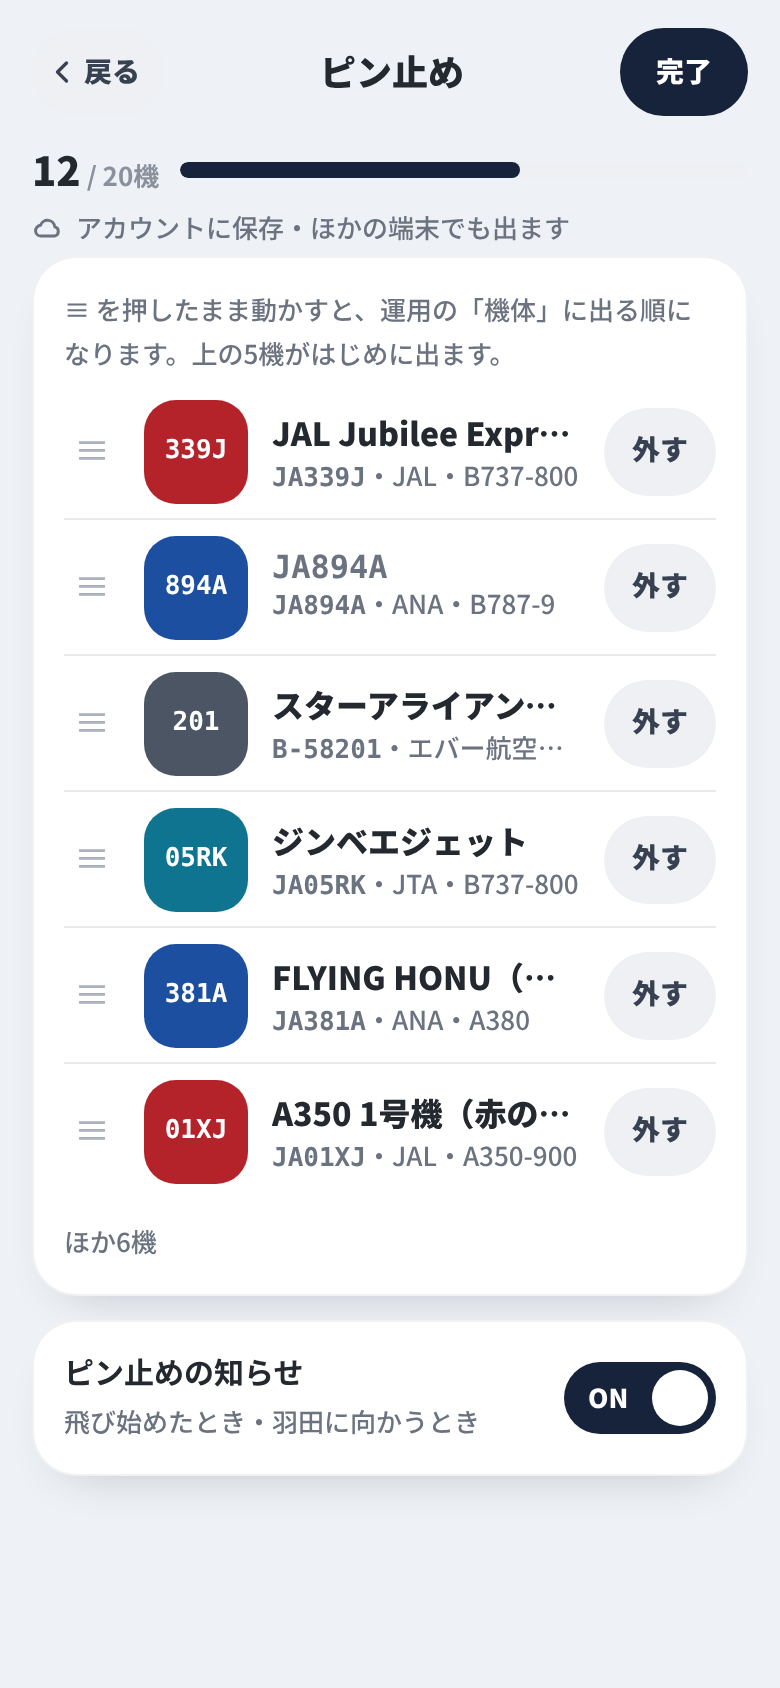 戻る
ピン止め
完了
12 / 20機
アカウントに保存・ほかの端末でも出ます
≡ を押したまま動かすと、運用の「機体」に出る順に
なります。上の5機がはじめに出ます。
339J
JAL Jubilee Expr…
外す
JA339J・JAL・B737-800
894A
JA894A
外す
JA894A・ANA・B787-9
201
スターアライアン…
外す
B-58201・エバー航空…
05RK
ジンベエジェット
外す
JA05RK・JTA・B737-800
381A
FLYING HONU（…
外す
JA381A・ANA・A380
01XJ
A350 1号機（赤の…
外す
JA01XJ・JAL・A350-900
ほか6機
ピン止めの知らせ
飛び始めたとき・羽田に向かうとき
ON